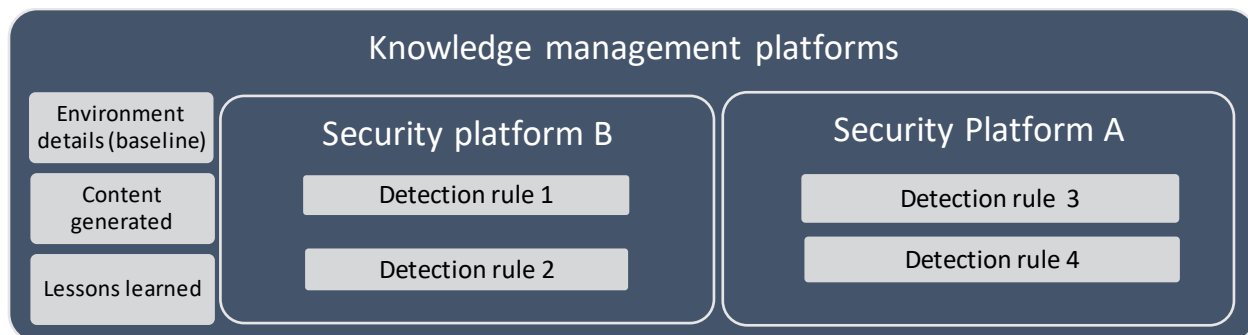 Knowledge management platforms
Environment
details (baseline)
Content
generated
Lessons learned
Security platform B
Detection rule 1
Detection rule 2
Security Platform A
Detection rule 3
Detection rule 4